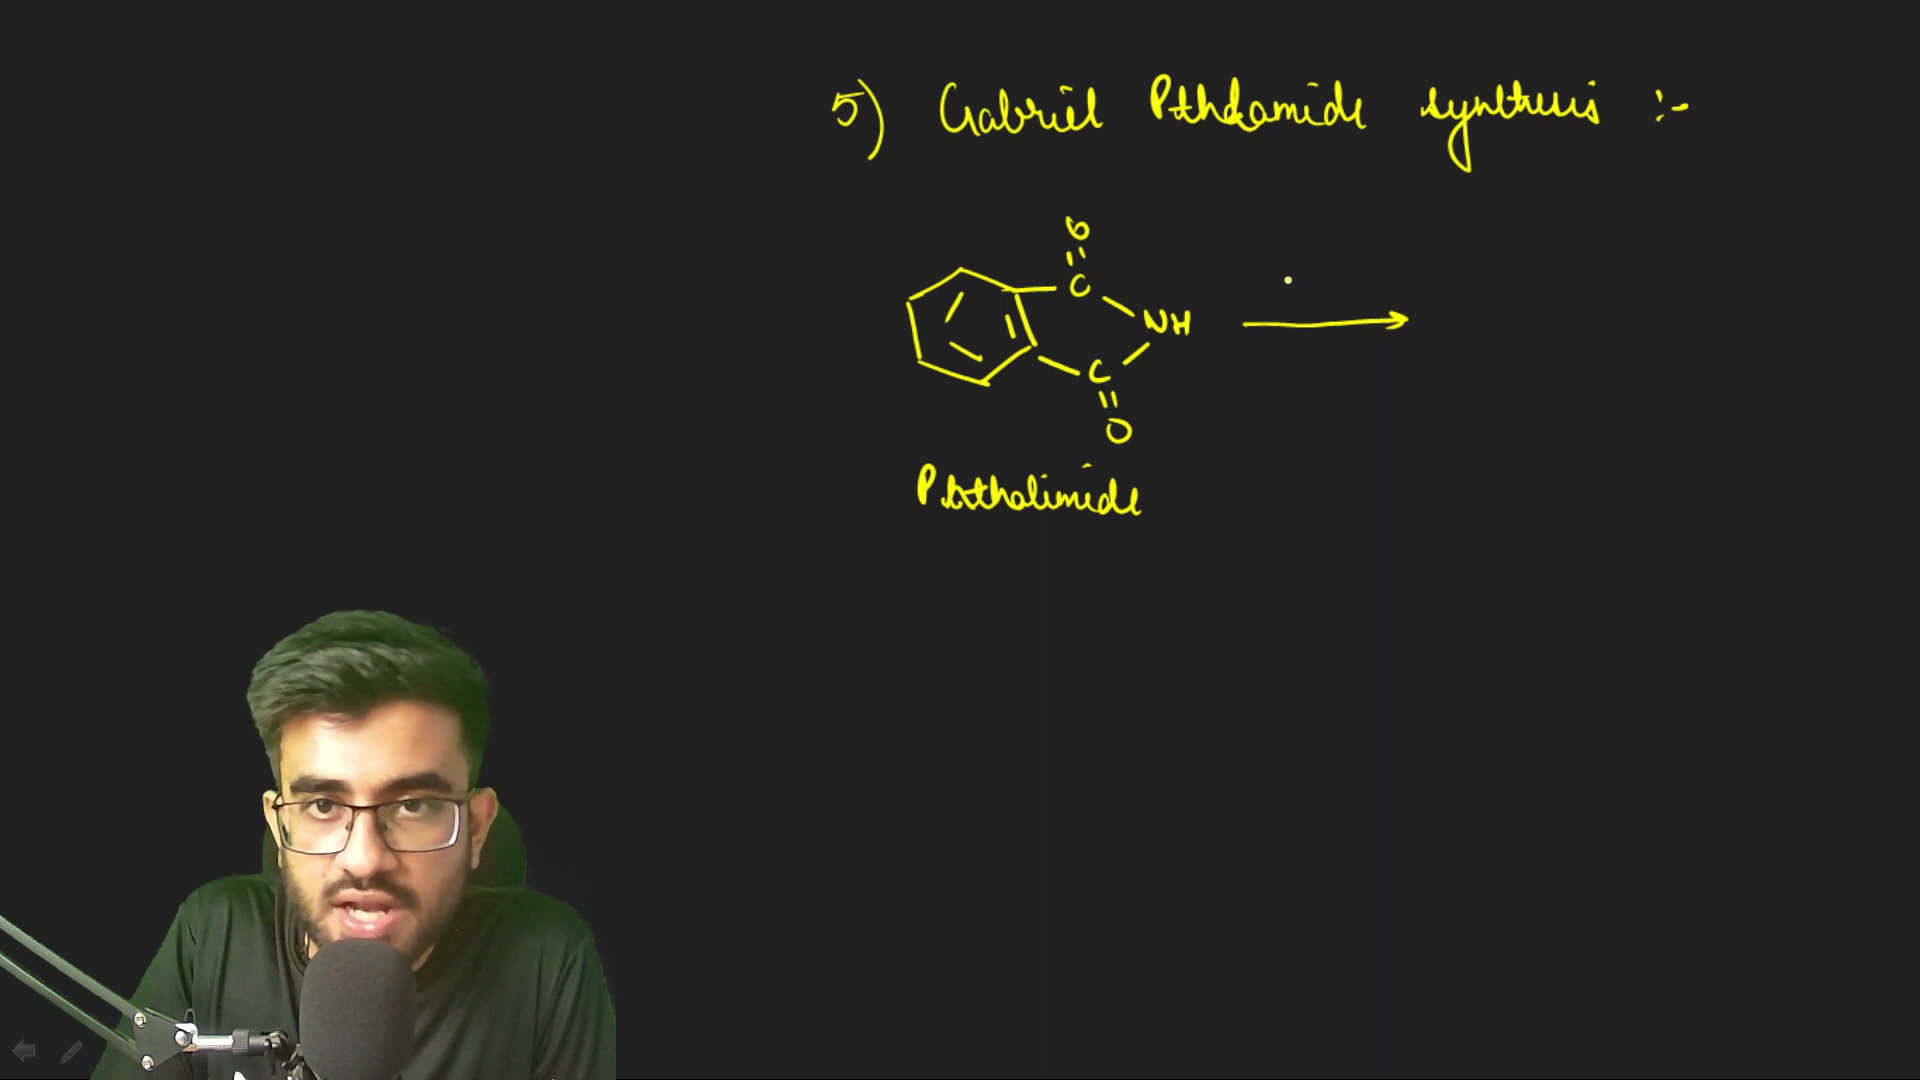 5) Gabriel Pthalamide synthesis :-
O
C
NH
C
O
Pthalimide